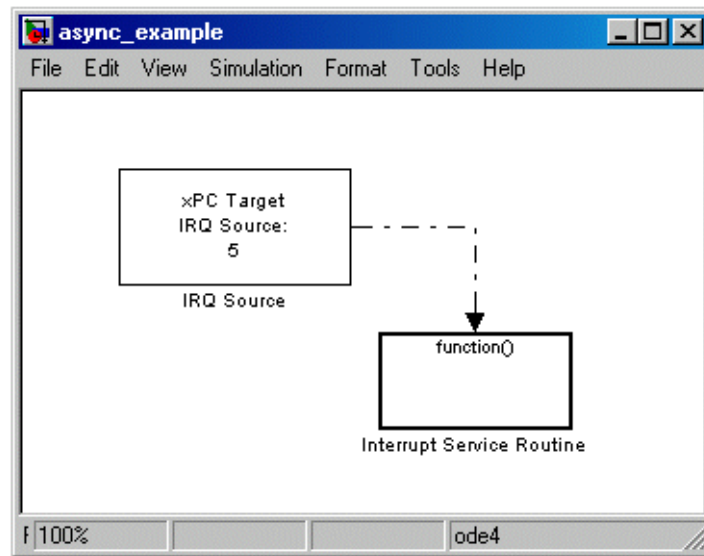 async_example
File Edit View Simulation Format Tools Help
xPC Target
IRQ Source:
5
IRQ Source
function()
Interrupt Service Routine
F 100% ode4